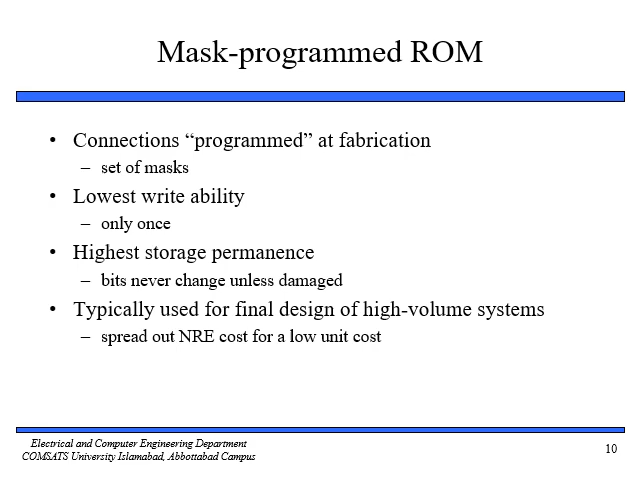 Mask-programmed ROM
• Connections “programmed” at fabrication
– set of masks
• Lowest write ability
– only once
• Highest storage permanence
– bits never change unless damaged
• Typically used for final design of high-volume systems
– spread out NRE cost for a low unit cost
Electrical and Computer Engineering Department
COMSATS University Islamabad, Abbottabad Campus
10